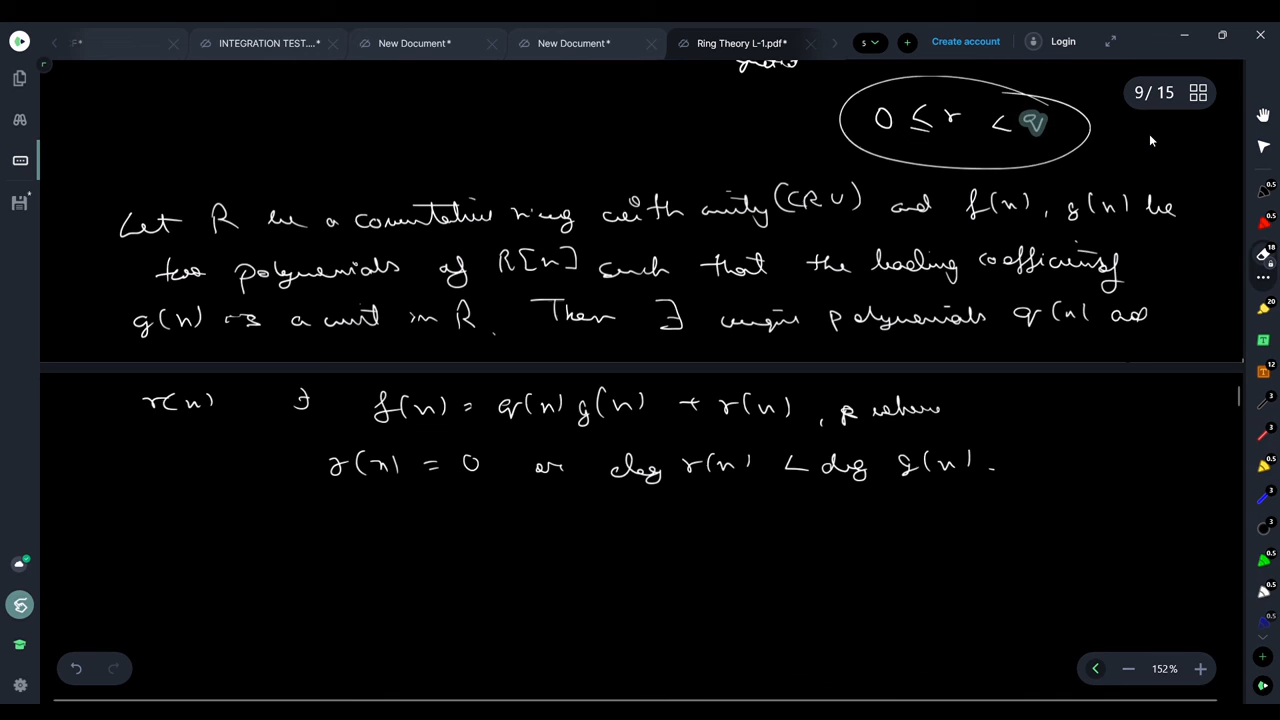 F*
INTEGRATION TEST....*
New Document*
New Document*
Ring Theory L-1.pdf*
5
Create account
Login
9/ 15
0 ≤ r < q
Let R be a commutative ring with unity (CRU) and f(x), g(x) be
two polynomials of R[x] such that the leading coefficient of
g(x) is a unit in R. Then ∃ unique polynomials q(x) and
r(x) ∋ f(x) = q(x) g(x) + r(x), where
r(x) = 0 or deg r(x) < deg g(x).
152%